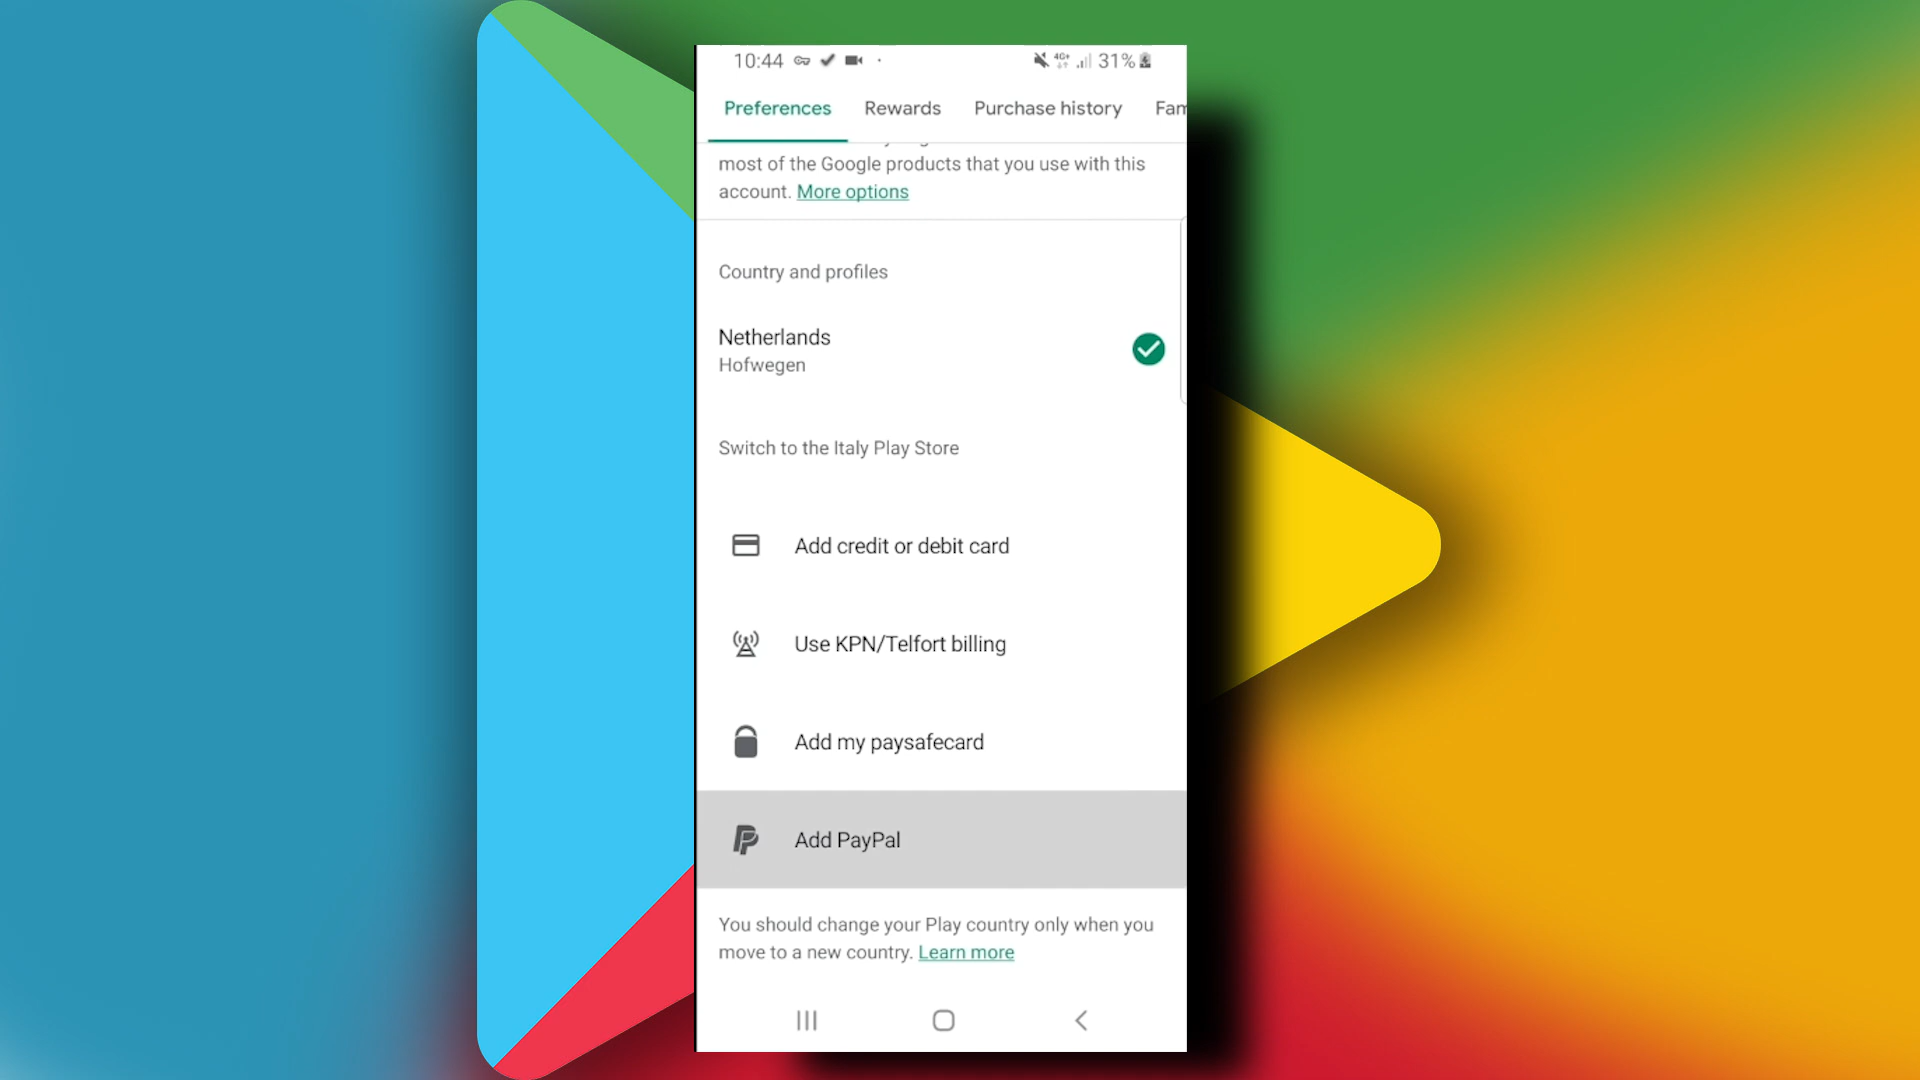 10:44 4G+ 31%
Preferences Rewards Purchase history Fam
most of the Google products that you use with this
account. More options
Country and profiles
Netherlands
Hofwegen
Switch to the Italy Play Store
Add credit or debit card
Use KPN/Telfort billing
Add my paysafecard
Add PayPal
You should change your Play country only when you
move to a new country. Learn more